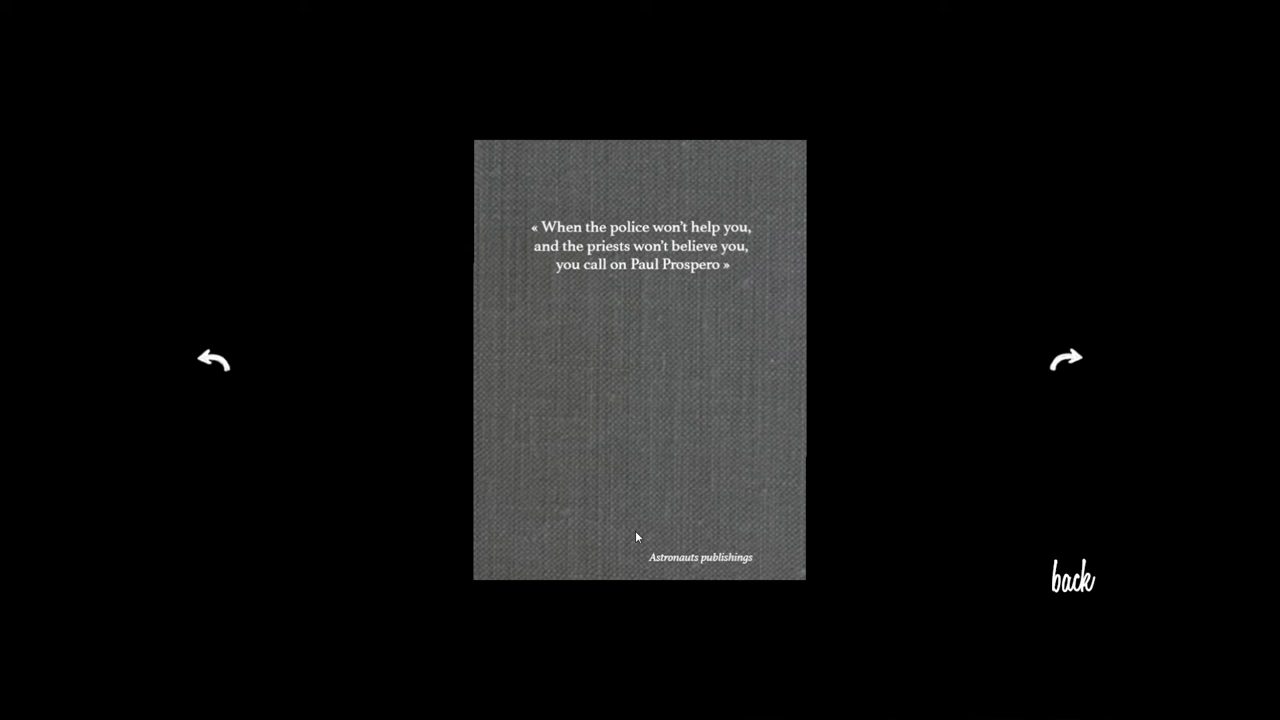 « When the police won't help you,
and the priests won't believe you,
you call on Paul Prospero »
Astronauts publishings
back